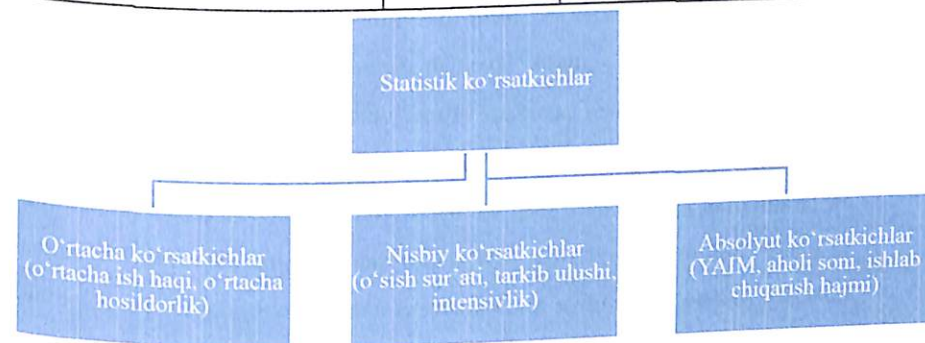 Statistik ko‘rsatkichlar
O‘rtacha ko‘rsatkichlar
(o‘rtacha ish haqi, o‘rtacha
hosildorlik)
Nisbiy ko‘rsatkichlar
(o‘sish sur’ati, tarkib ulushi,
intensivlik)
Absolyut ko‘rsatkichlar
(YAIM, aholi soni, ishlab
chiqarish hajmi)